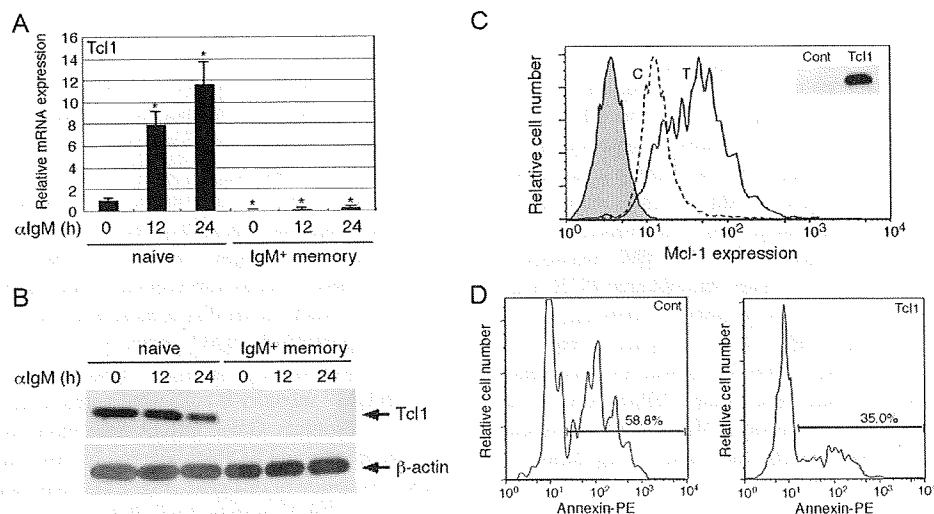 A
Tcl1
Relative mRNA expression
16
14
12
10
8
6
4
2
0
* * * * *
αIgM (h) 0 12 24 0 12 24
naive IgM+ memory
B
naive IgM+ memory
αIgM (h) 0 12 24 0 12 24
Tcl1
β-actin
C
Relative cell number
C T
Cont Tcl1
10^0 10^1 10^2 10^3 10^4
Mcl-1 expression
D
Relative cell number
Cont
58.8%
10^0 10^1 10^2 10^3 10^4
Annexin-PE
Relative cell number
Tcl1
35.0%
10^0 10^1 10^2 10^3 10^4
Annexin-PE